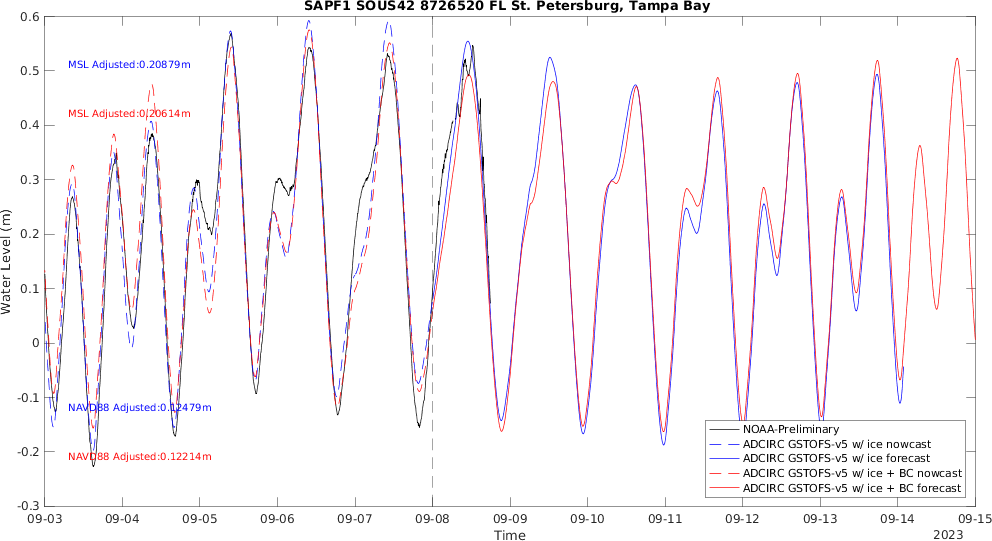 SAPF1 SOUS42 8726520 FL St. Petersburg, Tampa Bay
0.6
0.5
0.4
0.3
0.2
0.1
0
-0.1
-0.2
-0.3
Water Level (m)
MSL Adjusted:0.20879m
MSL Adjusted:0.20614m
NAVD88 Adjusted:0.12479m
NAVD88 Adjusted:0.12214m
NOAA-Preliminary
ADCIRC GSTOFS-v5 w/ ice nowcast
ADCIRC GSTOFS-v5 w/ ice forecast
ADCIRC GSTOFS-v5 w/ ice + BC nowcast
ADCIRC GSTOFS-v5 w/ ice + BC forecast
09-03 09-04 09-05 09-06 09-07 09-08 09-09 09-10 09-11 09-12 09-13 09-14 09-15
Time
2023